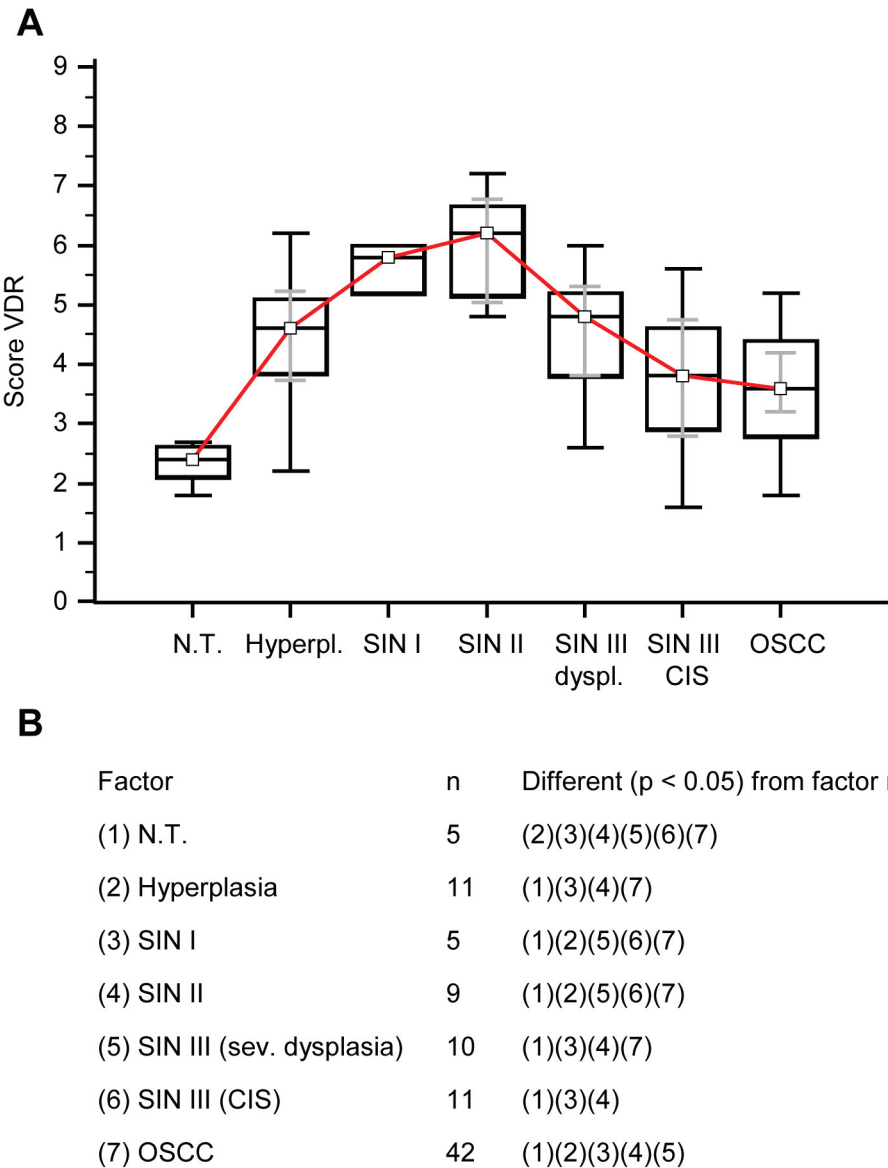 A
9
8
7
6
5
4
3
2
1
0
Score VDR
N.T. Hyperpl. SIN I SIN II SIN III SIN III OSCC
dyspl. CIS
B
Factor n Different (p < 0.05) from factor
(1) N.T. 5 (2)(3)(4)(5)(6)(7)
(2) Hyperplasia 11 (1)(3)(4)(7)
(3) SIN I 5 (1)(2)(5)(6)(7)
(4) SIN II 9 (1)(2)(5)(6)(7)
(5) SIN III (sev. dysplasia) 10 (1)(3)(4)(7)
(6) SIN III (CIS) 11 (1)(3)(4)
(7) OSCC 42 (1)(2)(3)(4)(5)